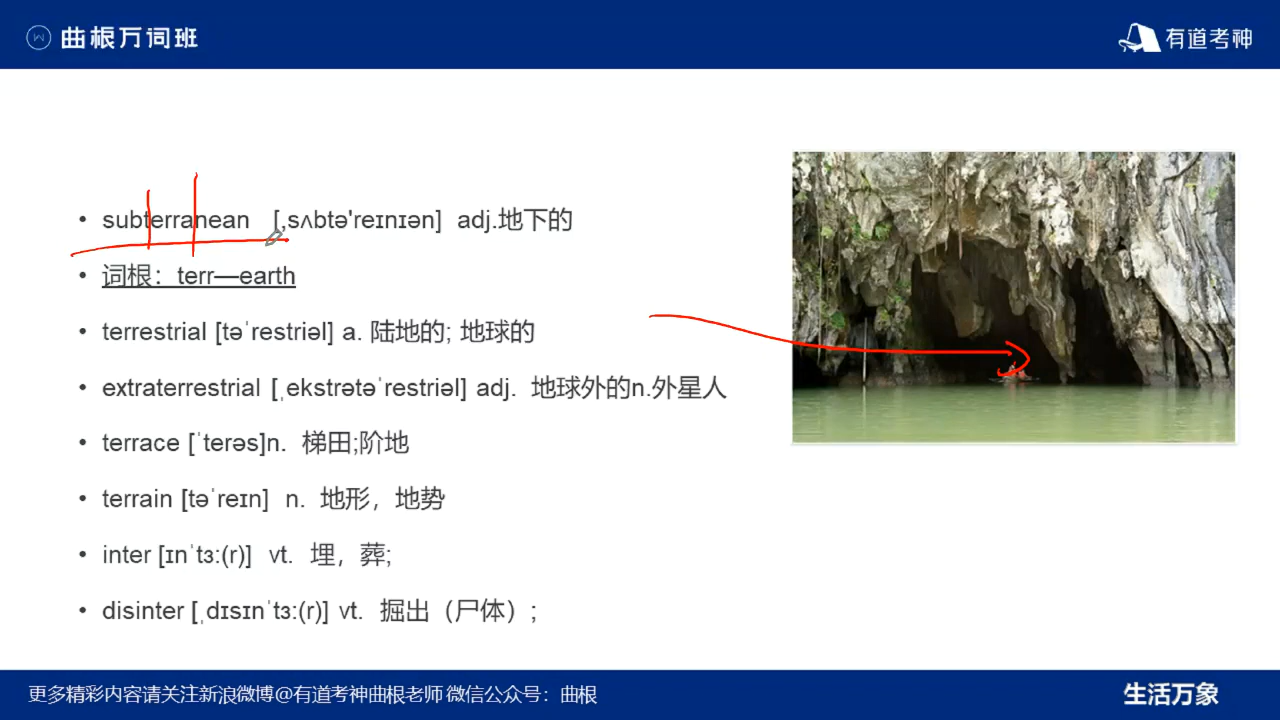 曲根万词班
有道考神
• subterranean [ˌsʌbtə'reɪnɪən] adj.地下的
• 词根：terr—earth
• terrestrial [təˈrestriəl] a. 陆地的; 地球的
• extraterrestrial [ˌekstrətəˈrestriəl] adj. 地球外的n.外星人
• terrace [ˈterəs]n. 梯田;阶地
• terrain [təˈreɪn] n. 地形，地势
• inter [ɪnˈtɜː(r)] vt. 埋，葬;
• disinter [ˌdɪsɪnˈtɜː(r)] vt. 掘出（尸体）;
更多精彩内容请关注新浪微博@有道考神曲根老师 微信公众号：曲根
生活万象